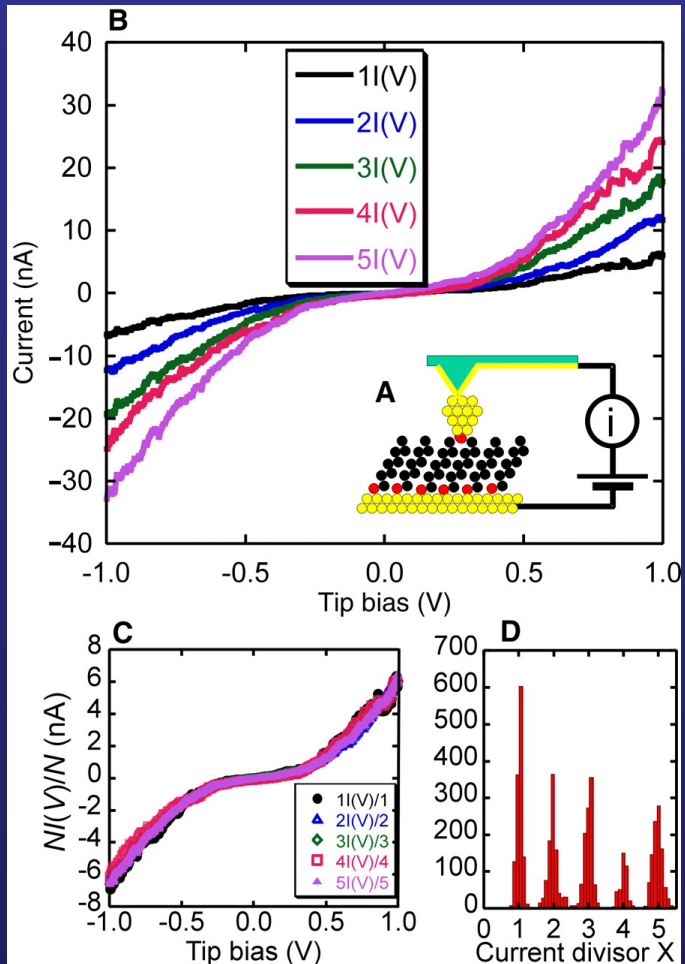 B
40
30
20
10
0
-10
-20
-30
-40
Current (nA)
1I(V)
2I(V)
3I(V)
4I(V)
5I(V)
A
i
-1.0 -0.5 0.0 0.5 1.0
Tip bias (V)
C
8
6
4
2
0
-2
-4
-6
-8
NI(V)/N (nA)
1I(V)/1
2I(V)/2
3I(V)/3
4I(V)/4
5I(V)/5
-1.0 -0.5 0.0 0.5 1.0
Tip bias (V)
D
700
600
500
400
300
200
100
0
0 1 2 3 4 5
Current divisor X